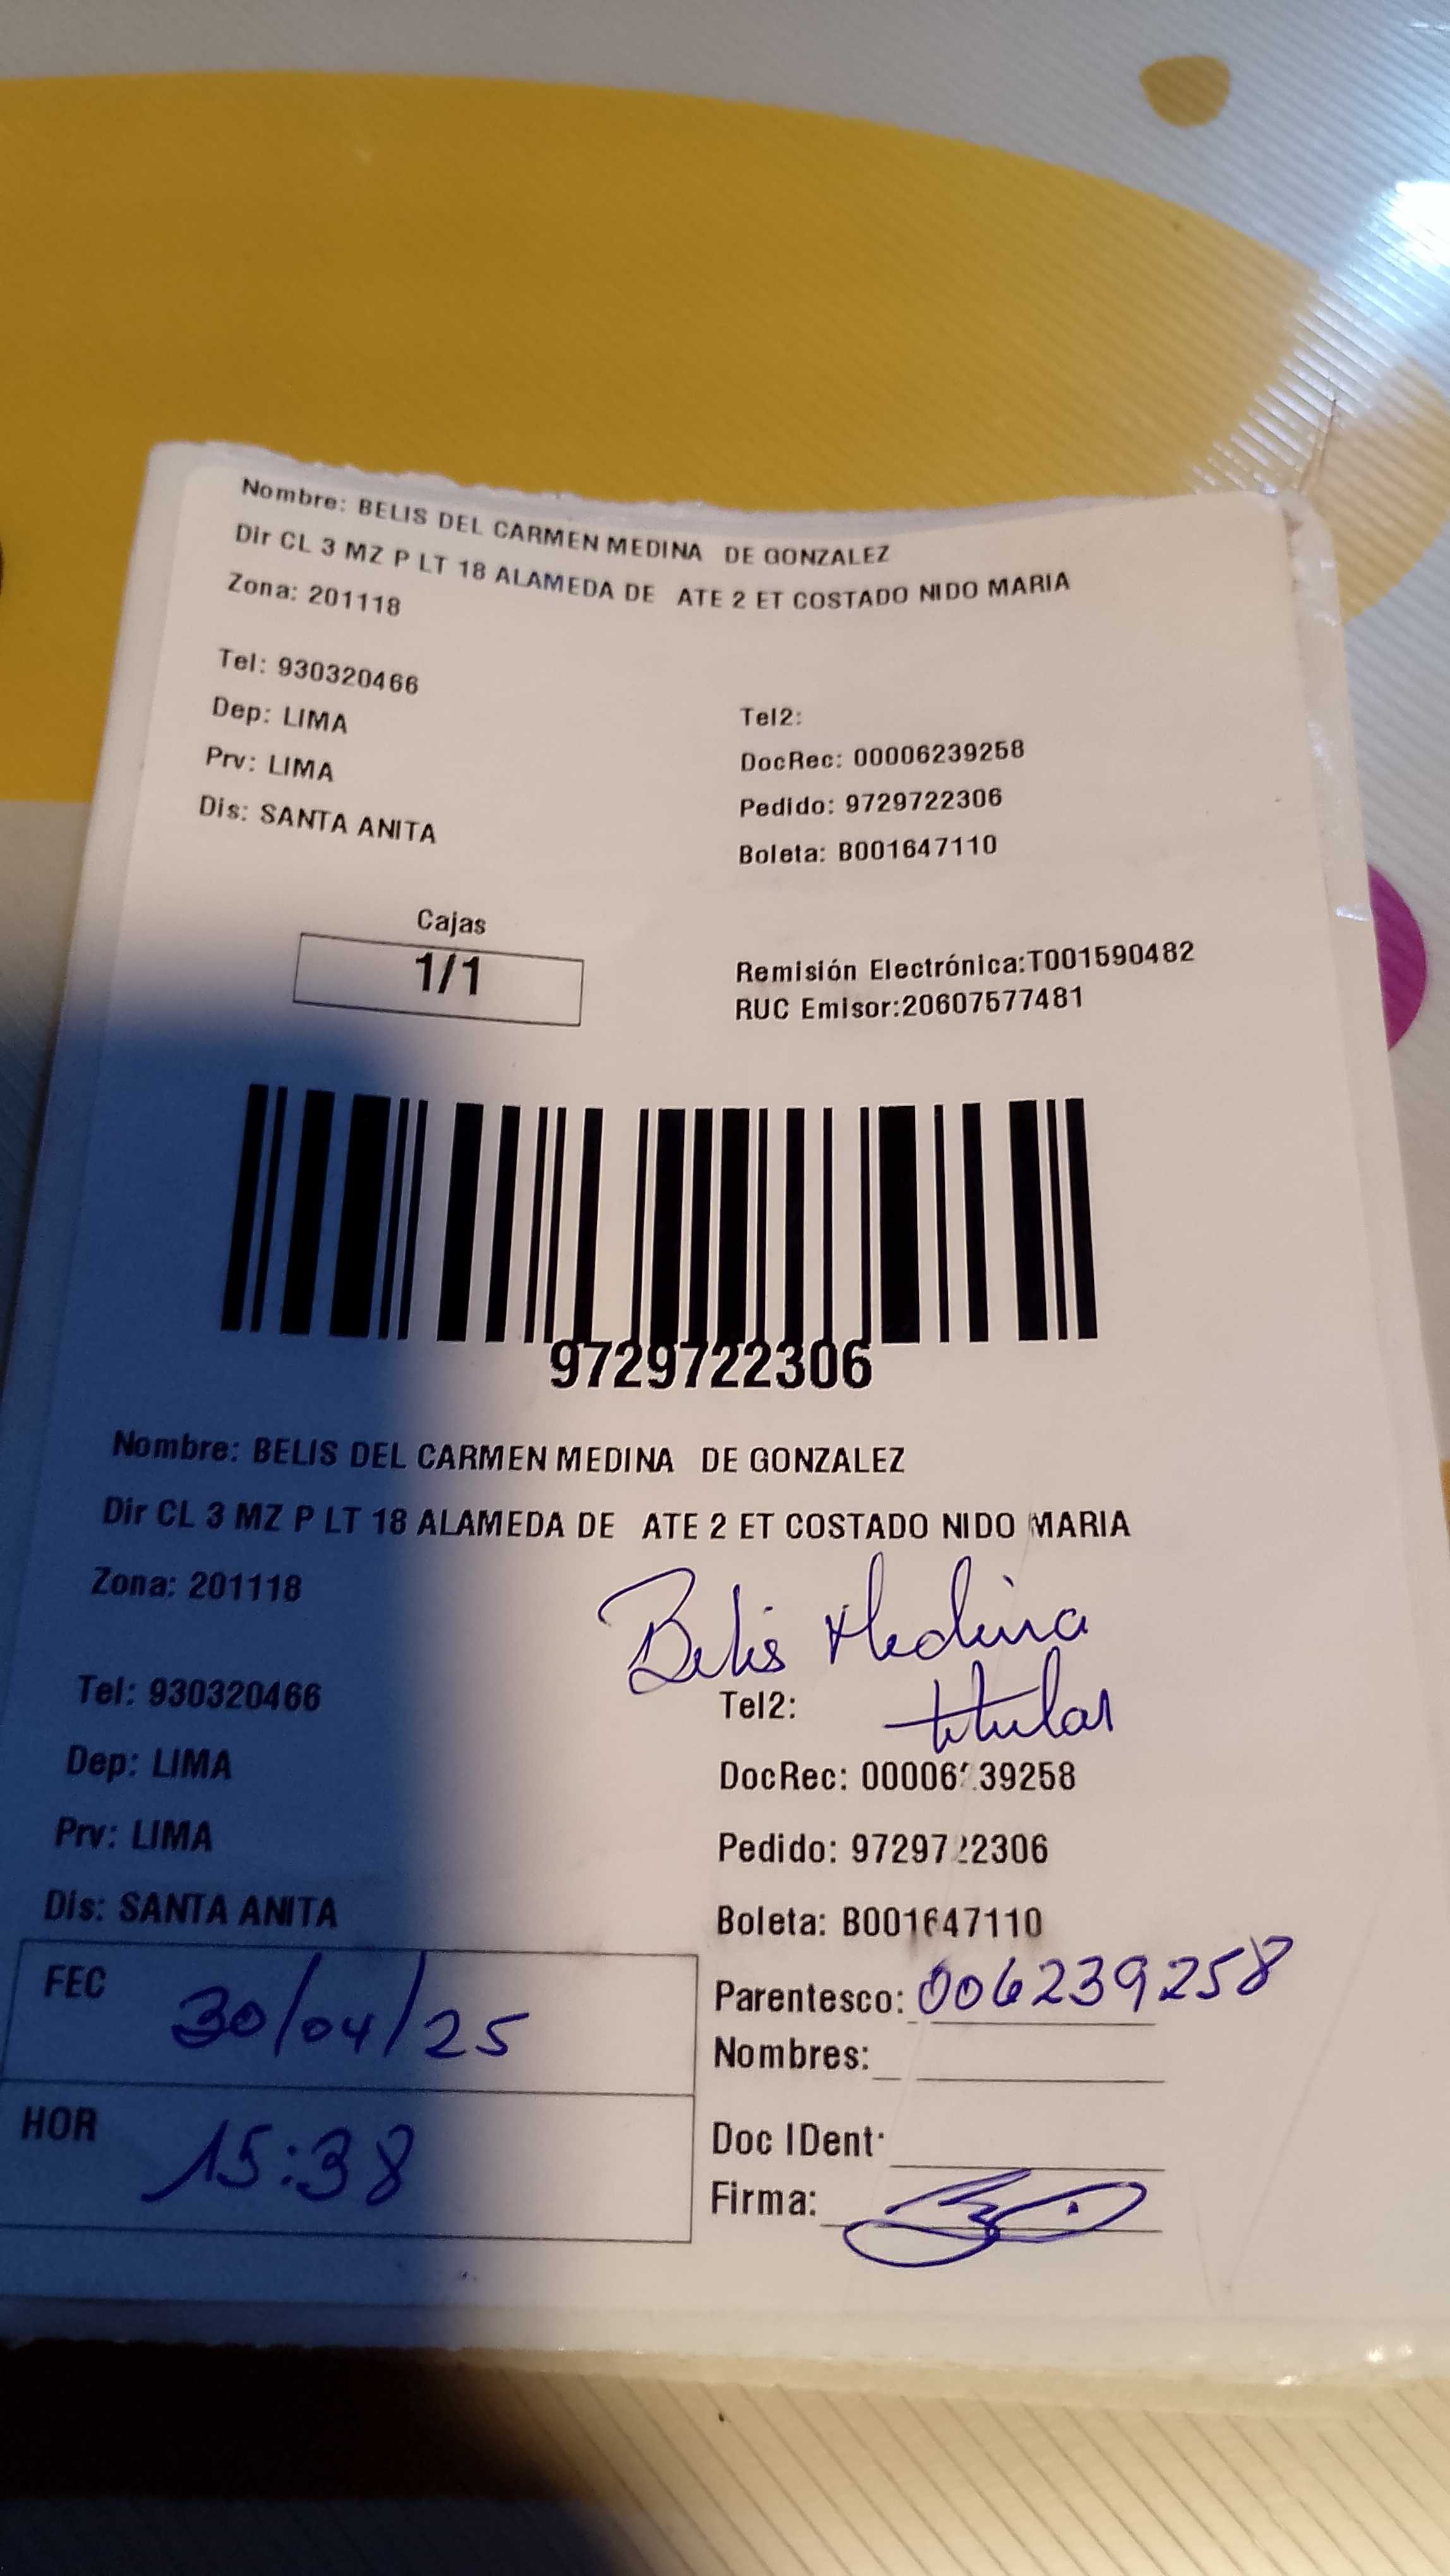 Nombre: BELIS DEL CARMEN MEDINA DE GONZALEZ
Dir CL 3 MZ P LT 18 ALAMEDA DE ATE 2 ET COSTADO NIDO MARIA
Zona: 201118
Tel: 930320466
Dep: LIMA
Prv: LIMA
Dis: SANTA ANITA
Tel2:
DocRec: 00006239258
Pedido: 9729722306
Boleta: B001647110
Cajas
1/1
Remisión Electrónica:T001590482
RUC Emisor:20607577481
9729722306
Nombre: BELIS DEL CARMEN MEDINA DE GONZALEZ
Dir CL 3 MZ P LT 18 ALAMEDA DE ATE 2 ET COSTADO NIDO MARIA
Zona: 201118
Belis Medina
titular
Tel: 930320466
Dep: LIMA
Prv: LIMA
Dis: SANTA ANITA
Tel2:
DocRec: 00006239258
Pedido: 9729722306
Boleta: B001647110
FEC 30/04/25
HOR 15:38
Parentesco: 006239258
Nombres:
Doc IDent:
Firma: